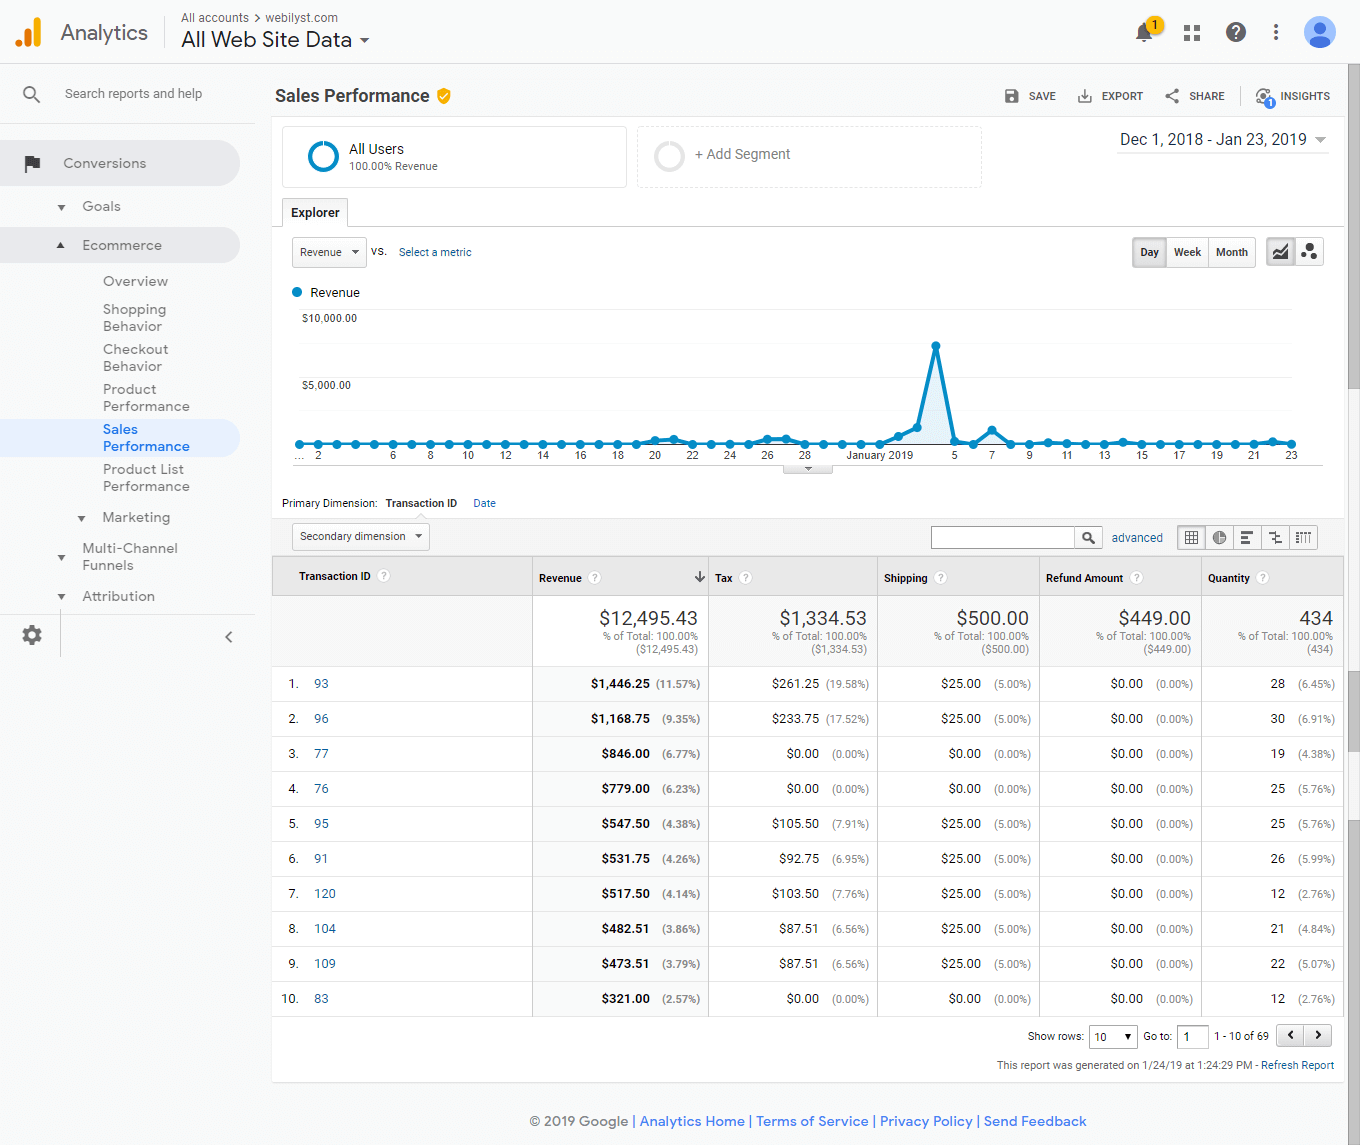 Analytics
All accounts > webilyst.com
All Web Site Data
1
Search reports and help
Conversions
Goals
Ecommerce
Overview
Shopping
Behavior
Checkout
Behavior
Product
Performance
Sales
Performance
Product List
Performance
Marketing
Multi-Channel
Funnels
Attribution
Sales Performance
SAVE EXPORT SHARE 1 INSIGHTS
All Users
100.00% Revenue
+ Add Segment
Dec 1, 2018 - Jan 23, 2019
Explorer
Revenue VS. Select a metric
Day Week Month
Revenue
$10,000.00
$5,000.00
... 2 6 8 10 12 14 16 18 20 22 24 26 28 January 2019 5 7 9 11 13 15 17 19 21 23
Primary Dimension: Transaction ID Date
Secondary dimension
advanced
Transaction ID ? Revenue ? Tax ? Shipping ? Refund Amount ? Quantity ?
$12,495.43 $1,334.53 $500.00 $449.00 434
% of Total: 100.00% % of Total: 100.00% % of Total: 100.00% % of Total: 100.00% % of Total: 100.00%
($12,495.43) ($1,334.53) ($500.00) ($449.00) (434)
1. 93 $1,446.25 (11.57%) $261.25 (19.58%) $25.00 (5.00%) $0.00 (0.00%) 28 (6.45%)
2. 96 $1,168.75 (9.35%) $233.75 (17.52%) $25.00 (5.00%) $0.00 (0.00%) 30 (6.91%)
3. 77 $846.00 (6.77%) $0.00 (0.00%) $0.00 (0.00%) $0.00 (0.00%) 19 (4.38%)
4. 76 $779.00 (6.23%) $0.00 (0.00%) $0.00 (0.00%) $0.00 (0.00%) 25 (5.76%)
5. 95 $547.50 (4.38%) $105.50 (7.91%) $25.00 (5.00%) $0.00 (0.00%) 25 (5.76%)
6. 91 $531.75 (4.26%) $92.75 (6.95%) $25.00 (5.00%) $0.00 (0.00%) 26 (5.99%)
7. 120 $517.50 (4.14%) $103.50 (7.76%) $25.00 (5.00%) $0.00 (0.00%) 12 (2.76%)
8. 104 $482.51 (3.86%) $87.51 (6.56%) $25.00 (5.00%) $0.00 (0.00%) 21 (4.84%)
9. 109 $473.51 (3.79%) $87.51 (6.56%) $25.00 (5.00%) $0.00 (0.00%) 22 (5.07%)
10. 83 $321.00 (2.57%) $0.00 (0.00%) $0.00 (0.00%) $0.00 (0.00%) 12 (2.76%)
Show rows: 10 Go to: 1 1 - 10 of 69
This report was generated on 1/24/19 at 1:24:29 PM - Refresh Report
© 2019 Google | Analytics Home | Terms of Service | Privacy Policy | Send Feedback